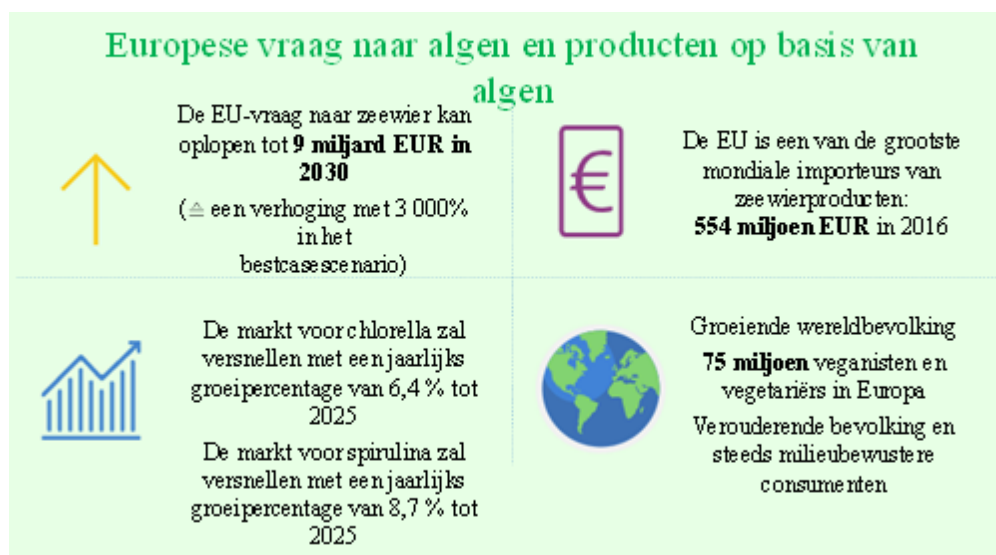 Europese vraag naar algen en producten op basis van
algen
De EU-vraag naar zeewier kan
oplopen tot 9 miljard EUR in
2030
(≙ een verhoging met 3 000%
in het
bestcasescenario)
€
De EU is een van de grootste
mondiale importeurs van
zeewierproducten:
554 miljoen EUR in 2016
De markt voor chlorella zal
versnellen met een jaarlijks
groeipercentage van 6,4 % tot
2025
De markt voor spirulina zal
versnellen met een jaarlijks
groeipercentage van 8,7 % tot
2025
Groeiende wereldbevolking
75 miljoen veganisten en
vegetariërs in Europa
Verouderende bevolking en
steeds milieubewustere
consumenten